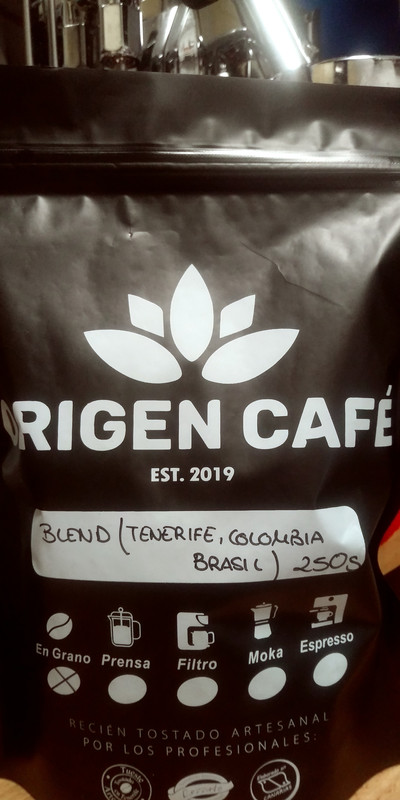 ORIGEN CAFÉ
EST. 2019
BLEND (TENERIFE, COLOMBIA
BRASIL) 250s
En Grano Prensa Filtro Moka Espresso
RECIÉN TOSTADO ARTESANAL
POR LOS PROFESIONALES: